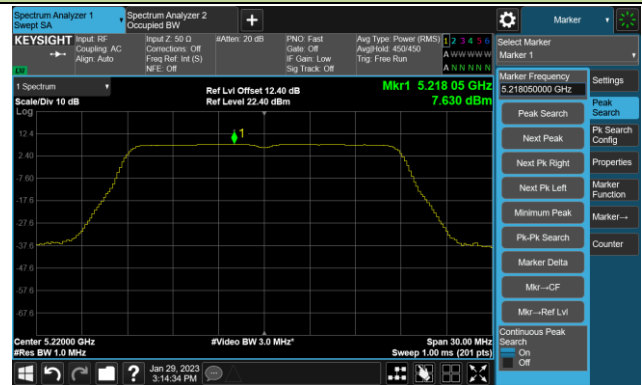 Spectrum Analyzer 1
Swept SA
Spectrum Analyzer 2
Occupied BW
+
Marker
KEYSIGHT
Input: RF
Coupling: AC
Align: Auto
Input Z: 50 Ω
Corrections: Off
Freq Ref: Int (S)
NFE: Off
#Atten: 20 dB
PNO: Fast
Gate: Off
IF Gain: Low
Sig Track: Off
Avg Type: Power (RMS)
Avg|Hold: 450/450
Trig: Free Run
1 2 3 4 5 6
A W W W W W
A N N N N N
Select Marker
Marker 1
1 Spectrum
Scale/Div 10 dB
Log
Ref Lvl Offset 12.40 dB
Ref Level 22.40 dBm
Mkr1 5.218 05 GHz
7.630 dBm
1
12.4
2.40
-7.60
-17.6
-27.6
-37.6
-47.6
-57.6
-67.6
Center 5.22000 GHz
#Res BW 1.0 MHz
#Video BW 3.0 MHz*
Span 30.00 MHz
Sweep 1.00 ms (201 pts)
Marker Frequency
5.218050000 GHz
Peak Search
Next Peak
Next Pk Right
Next Pk Left
Minimum Peak
Pk-Pk Search
Marker Delta
Mkr→CF
Mkr→Ref Lvl
Continuous Peak
Search
On
Off
Settings
Peak
Search
Pk Search
Config
Properties
Marker
Function
Marker→
Counter
?
Jan 29, 2023
3:14:34 PM